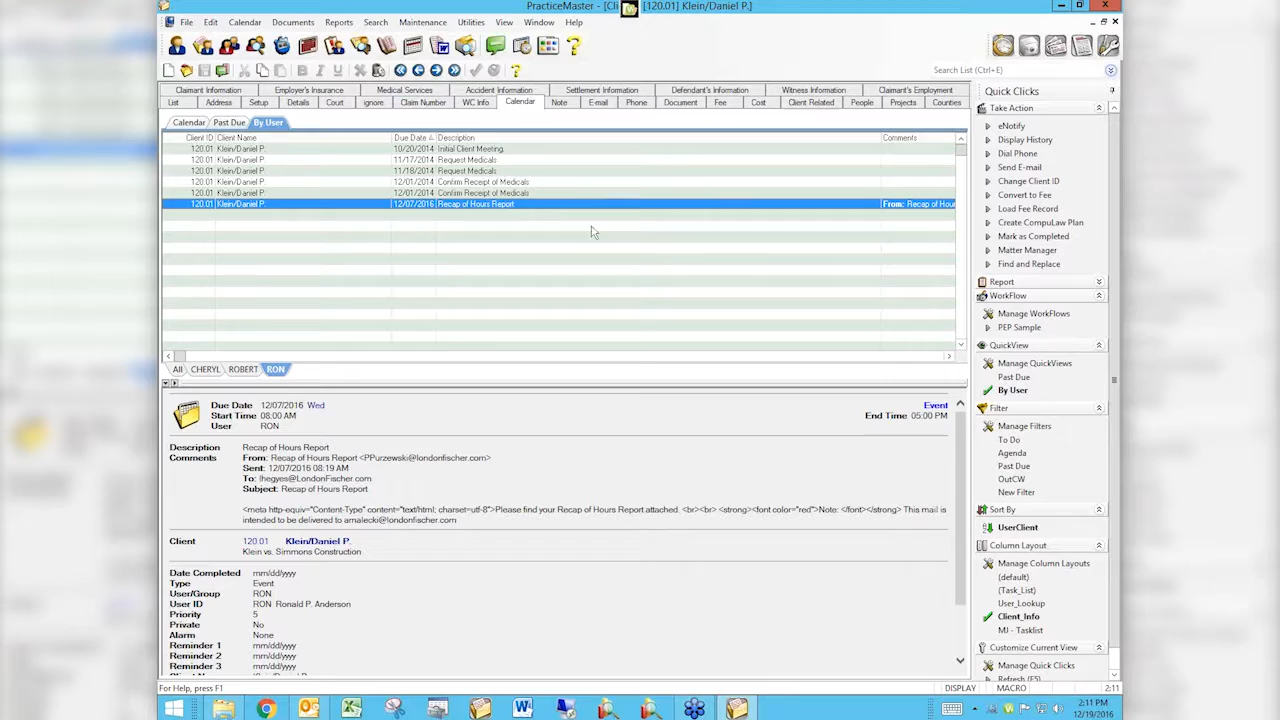 PracticeMaster - [Cli [120.01] Klein/Daniel P.]
File Edit Calendar Documents Reports Search Maintenance Utilities View Window Help
Search List (Ctrl+E)
Claimant Information Employer's Insurance Medical Services Accident Information Settlement Information Defendant's Information Witness Information Claimant's Employment
List Address Setup Details Court ignore Claim Number WC Info Calendar Note E-mail Phone Document Fee Cost Client Related People Projects Counties
Calendar Past Due By User
Client ID Client Name Due Date Description Comments
120.01 Klein/Daniel P. 10/20/2014 Initial Client Meeting.
120.01 Klein/Daniel P. 11/17/2014 Request Medicals
120.01 Klein/Daniel P. 11/18/2014 Request Medicals
120.01 Klein/Daniel P. 12/01/2014 Confirm Receipt of Medicals
120.01 Klein/Daniel P. 12/01/2014 Confirm Receipt of Medicals
120.01 Klein/Daniel P. 12/07/2016 Recap of Hours Report From: Recap of Hour
All CHERYL ROBERT RON
Due Date 12/07/2016 Wed Event
Start Time 08:00 AM End Time 05:00 PM
User RON
Description Recap of Hours Report
Comments From: Recap of Hours Report <PPurzewski@londonfischer.com>
Sent: 12/07/2016 08:19 AM
To: lhegyes@LondonFischer.com
Subject: Recap of Hours Report
<meta http-equiv="Content-Type" content="text/html; charset=utf-8">Please find your Recap of Hours Report attached. <br><br> <strong><font color="red">Note: </font></strong> This mail is
intended to be delivered to amalecki@londonfischer.com
Client 120.01 Klein/Daniel P.
Klein vs. Simmons Construction
Date Completed mm/dd/yyyy
Type Event
User/Group RON
User ID RON Ronald P. Anderson
Priority 5
Private No
Alarm None
Reminder 1 mm/dd/yyyy
Reminder 2 mm/dd/yyyy
Reminder 3 mm/dd/yyyy
Quick Clicks
Take Action
eNotify
Display History
Dial Phone
Send E-mail
Change Client ID
Convert to Fee
Load Fee Record
Create CompuLaw Plan
Mark as Completed
Matter Manager
Find and Replace
Report
WorkFlow
Manage WorkFlows
PEP Sample
QuickView
Manage QuickViews
Past Due
By User
Filter
Manage Filters
To Do
Agenda
Past Due
OutCW
New Filter
Sort By
UserClient
Column Layout
Manage Column Layouts
(default)
(Task_List)
User_Lookup
Client_Info
MJ - Tasklist
Customize Current View
Manage Quick Clicks
Refresh (F5)
For Help, press F1 DISPLAY MACRO 2:11
2:11 PM
12/19/2016